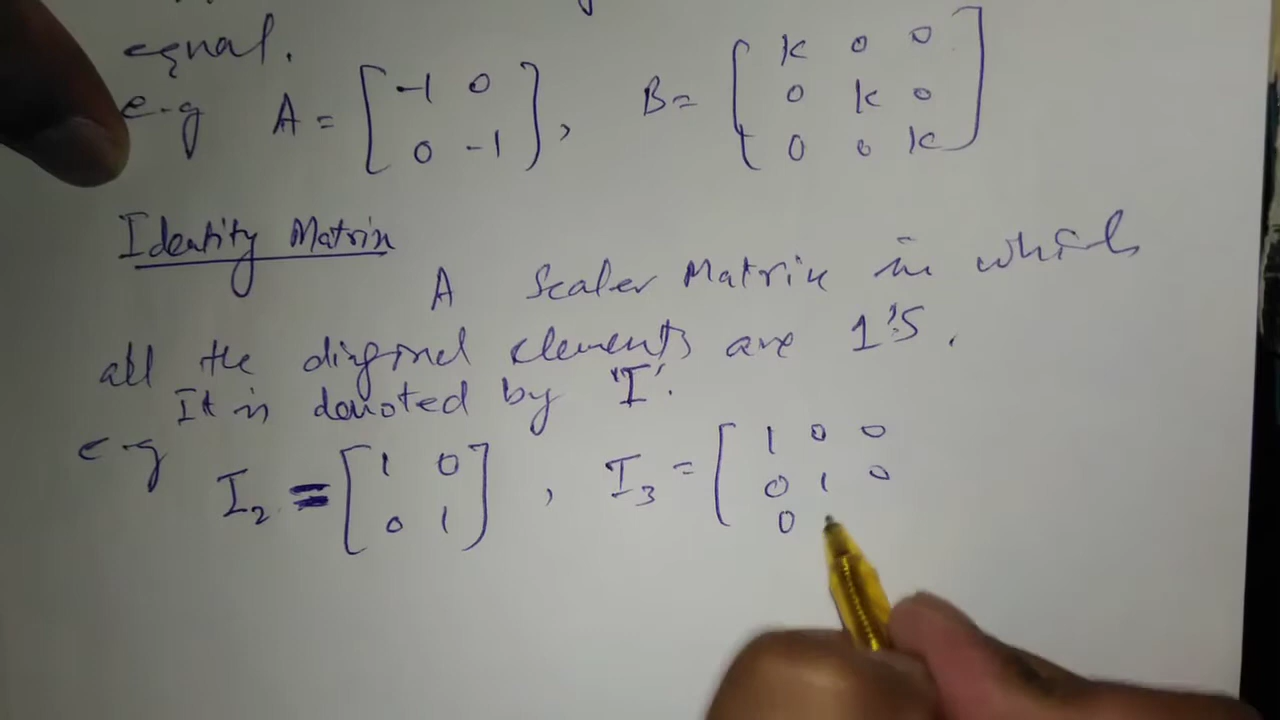 equal.
e-g A = [ -1 0 0 -1 ], B = [ k 0 0 0 k 0 0 0 k ]
Identity Matrix
A Scaler Matrix in which
all the diagonal elements are 1's.
It is denoted by 'I'.
e-g I₂ = [ 1 0 0 1 ], I₃ = [ 1 0 0 0 1 0 0